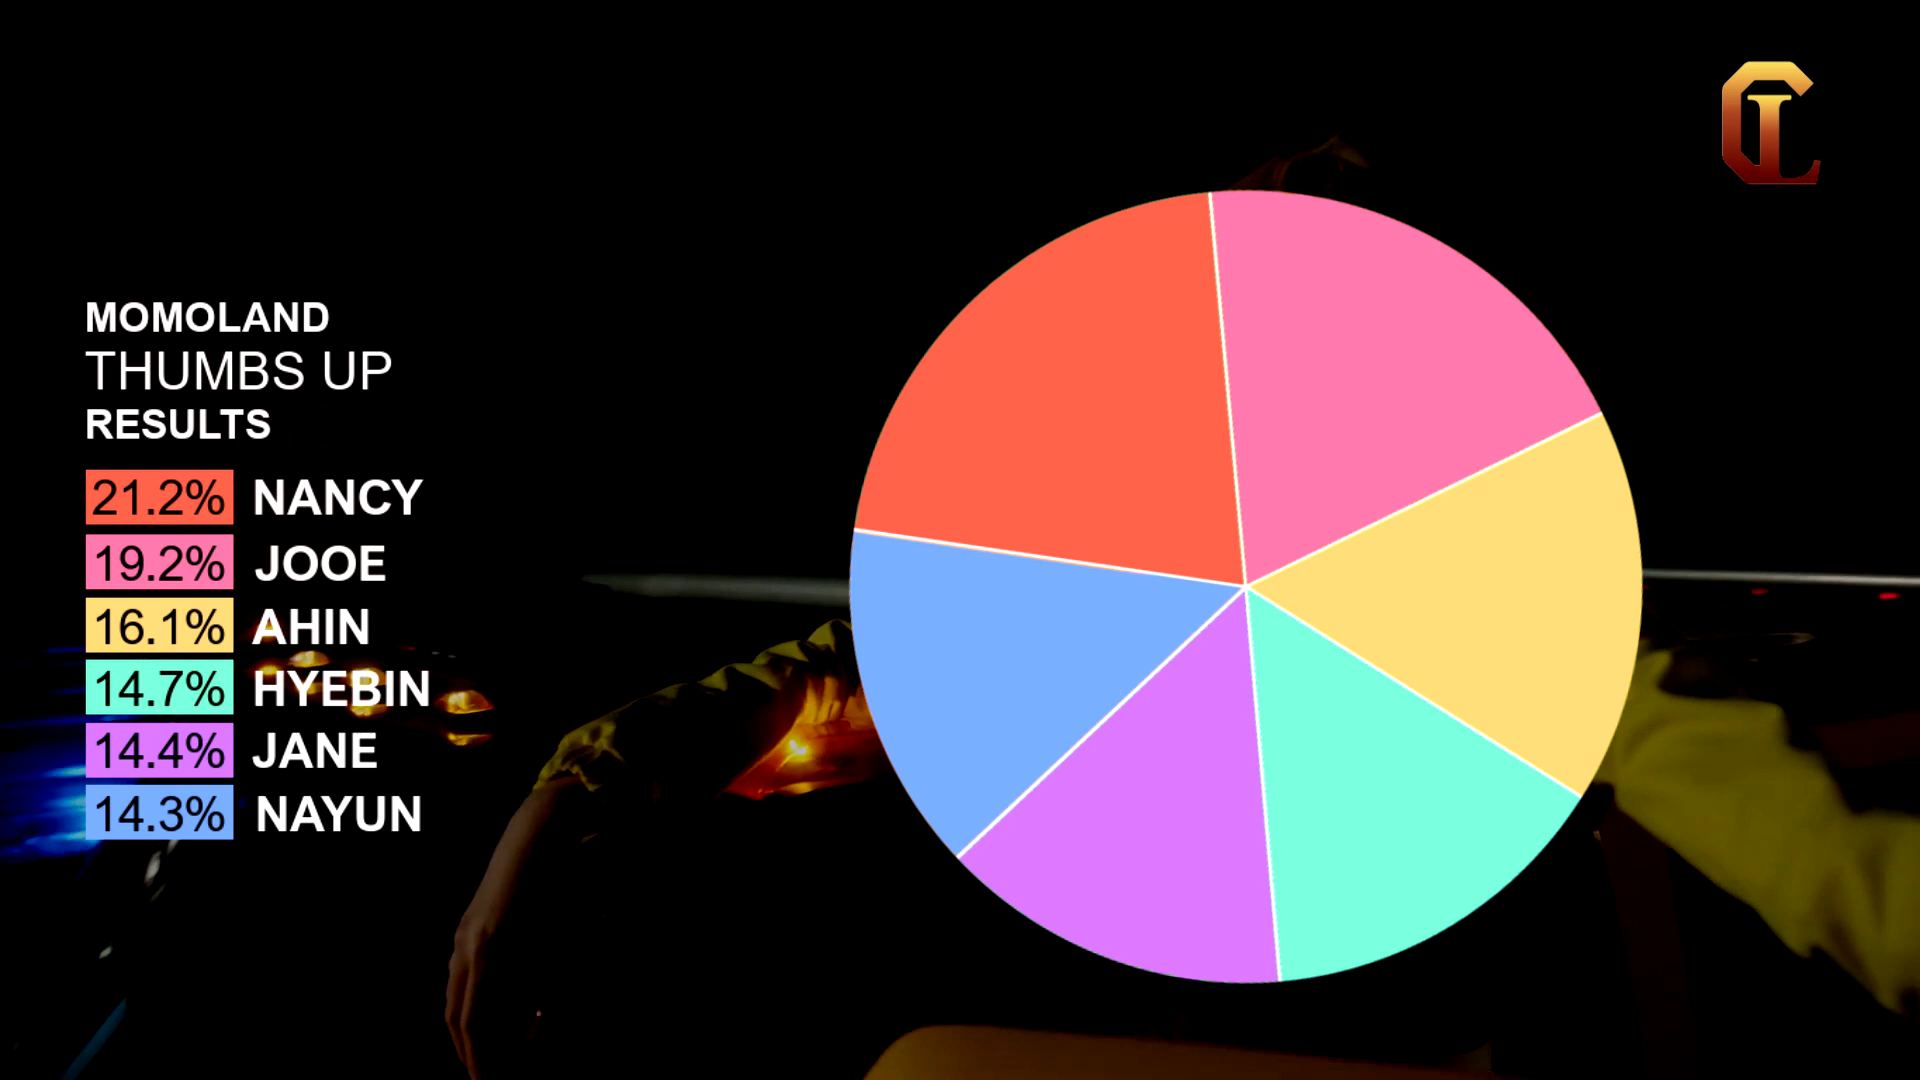 CL
MOMOLAND
THUMBS UP
RESULTS
21.2% NANCY
19.2% JOOE
16.1% AHIN
14.7% HYEBIN
14.4% JANE
14.3% NAYUN